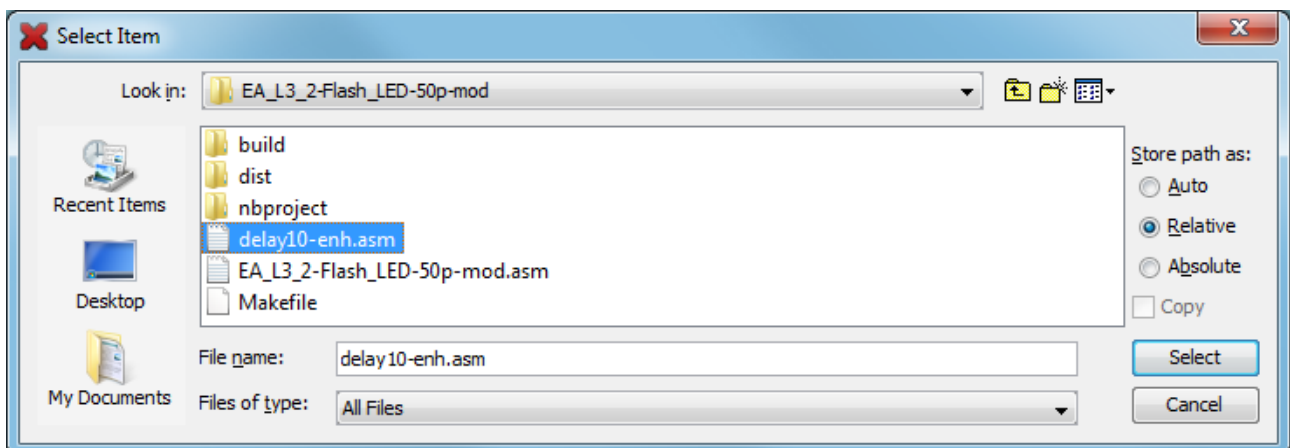 Select Item
Look in:
EA_L3_2-Flash_LED-50p-mod
Recent Items
Desktop
My Documents
build
dist
nbproject
delay10-enh.asm
EA_L3_2-Flash_LED-50p-mod.asm
Makefile
Store path as:
Auto
Relative
Absolute
Copy
File name:
delay10-enh.asm
Select
Files of type:
All Files
Cancel